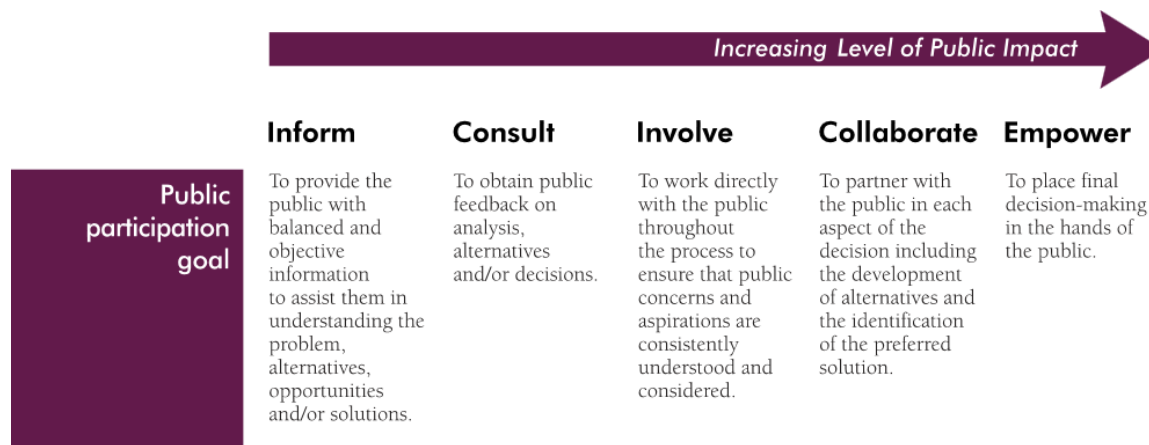 Increasing Level of Public Impact
Inform
Consult
Involve
Collaborate
Empower
Public
participation
goal
To provide the
public with
balanced and
objective
information
to assist them in
understanding the
problem,
alternatives,
opportunities
and/or solutions.
To obtain public
feedback on
analysis,
alternatives
and/or decisions.
To work directly
with the public
throughout
the process to
ensure that public
concerns and
aspirations are
consistently
understood and
considered.
To partner with
the public in each
aspect of the
decision including
the development
of alternatives and
the identification
of the preferred
solution.
To place final
decision-making
in the hands of
the public.